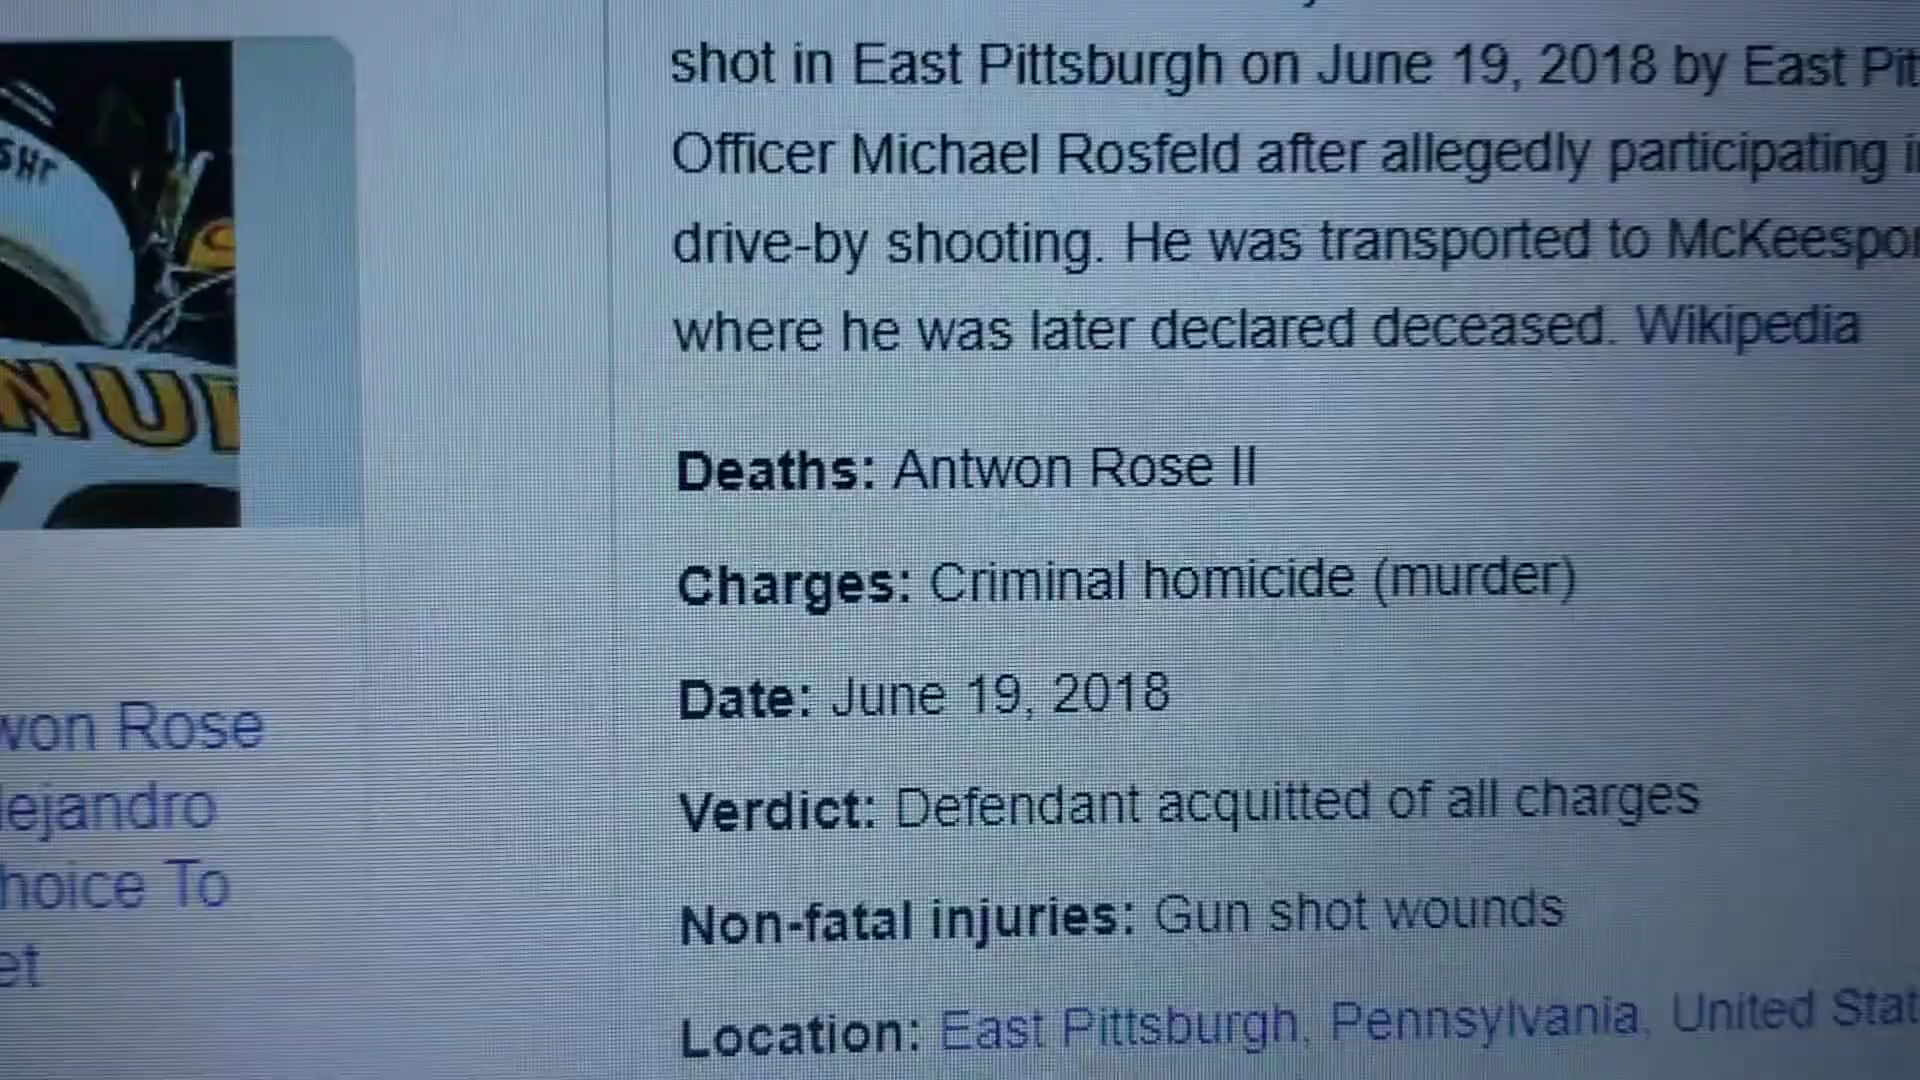 shot in East Pittsburgh on June 19, 2018 by East
Officer Michael Rosfeld after allegedly participating
drive-by shooting. He was transported to
where he was later declared deceased. Wikipedia
Deaths: Antwon Rose II
Charges: Criminal homicide (murder)
Date: June 19, 2018
Verdict: Defendant acquitted of all charges
Non-fatal injuries: Gun shot wounds
Location: East Pittsburgh, Pennsylvania, United
Rose
To